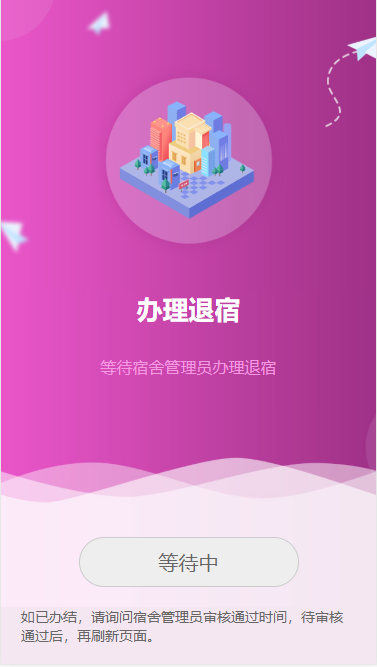 办理退宿
等待宿舍管理员办理退宿
等待中
如已办结，请询问宿舍管理员审核通过时间，待审核
通过后，再刷新页面。